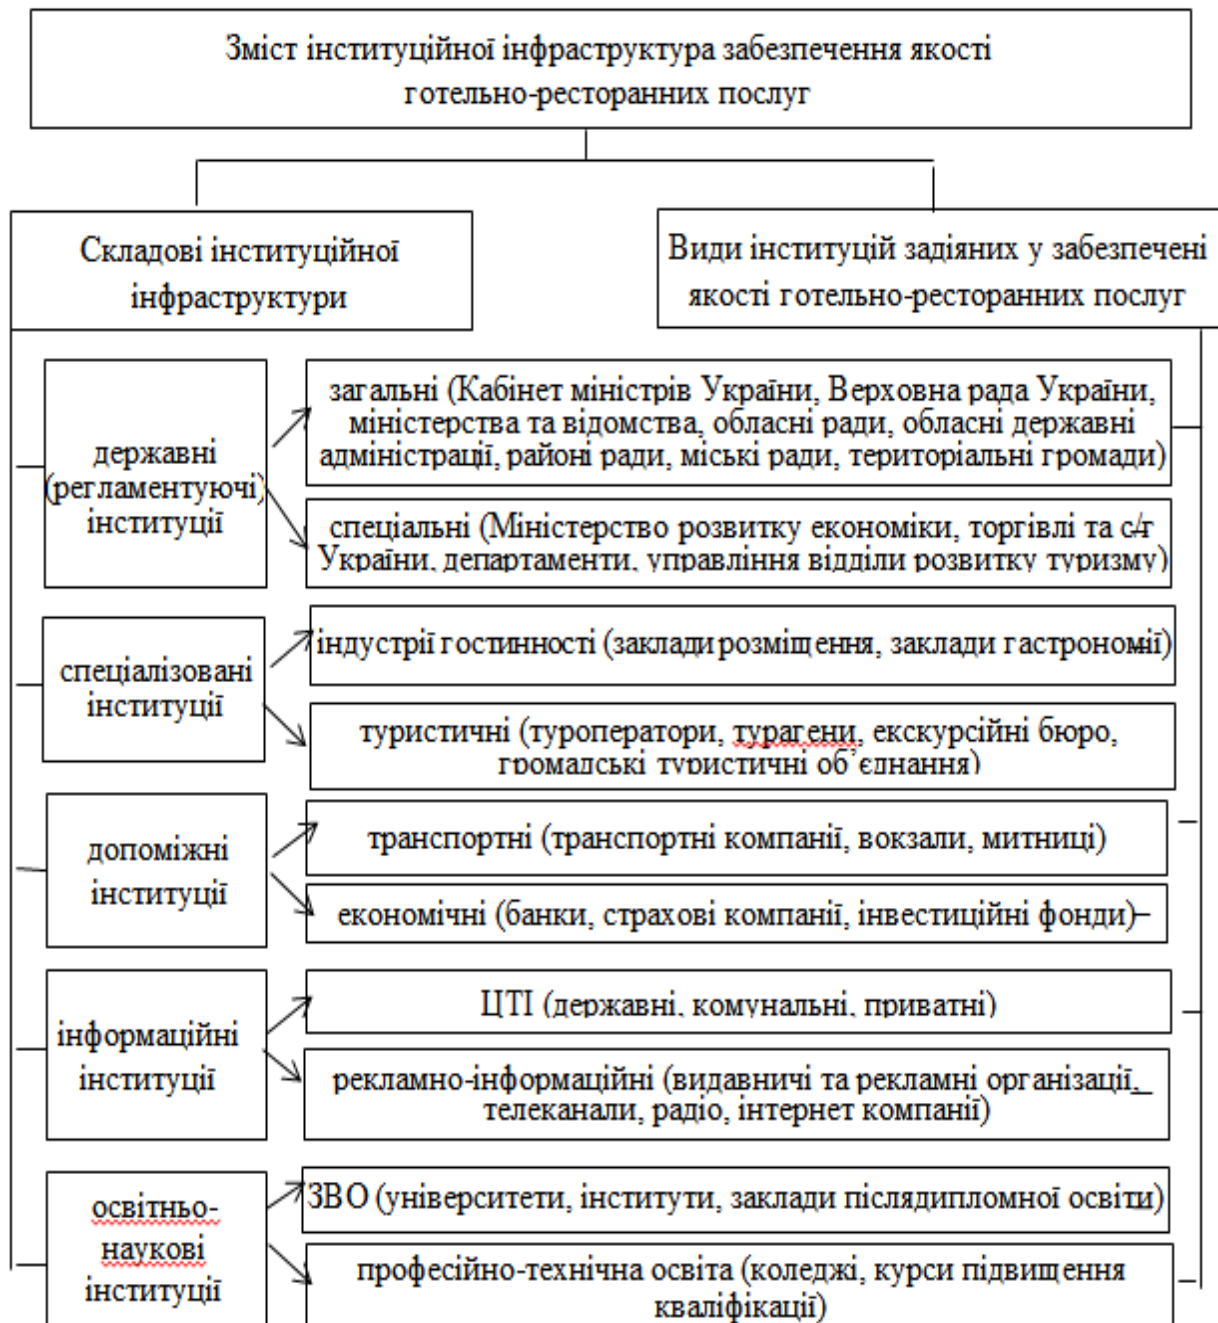 Зміст інституційної інфраструктура забезпечення якості
готельно-ресторанних послуг
Складові інституційної
інфраструктури
Види інституцій задіяних у забезпечені
якості готельно-ресторанних послуг
державні
(регламентуючі)
інституції
загальні (Кабінет міністрів України, Верховна рада України,
міністерства та відомства, обласні ради, обласні державні
адміністрації, районі ради, міські ради, територіальні громади)
спеціальні (Міністерство розвитку економіки, торгівлі та с/г
України, департаменти, управління відділи розвитку туризму)
спеціалізовані
інституції
індустрії гостинності (заклади розміщення, заклади гастрономії)
туристичні (туроператори, турагени, екскурсійні бюро,
громадські туристичні об’єднання)
допоміжні
інституції
транспортні (транспортні компанії, вокзали, митниці)
економічні (банки, страхові компанії, інвестиційні фонди)
інформаційні
інституції
ЦТІ (державні, комунальні, приватні)
рекламно-інформаційні (видавничі та рекламні організації,
телеканали, радіо, інтернет компанії)
освітньо-
наукові
інституції
ЗВО (університети, інститути, заклади післядипломної освіти)
професійно-технічна освіта (коледжі, курси підвищення
кваліфікації)